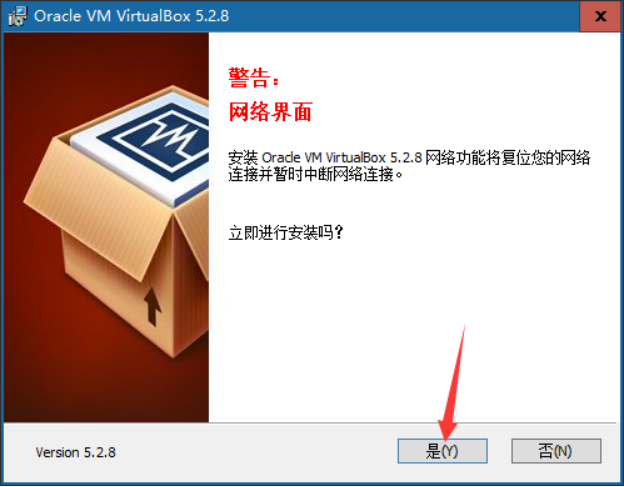 Oracle VM VirtualBox 5.2.8
警告：
网络界面
安装 Oracle VM VirtualBox 5.2.8 网络功能将复位您的网络
连接并暂时中断网络连接。
立即进行安装吗？
Version 5.2.8
是(Y)
否(N)